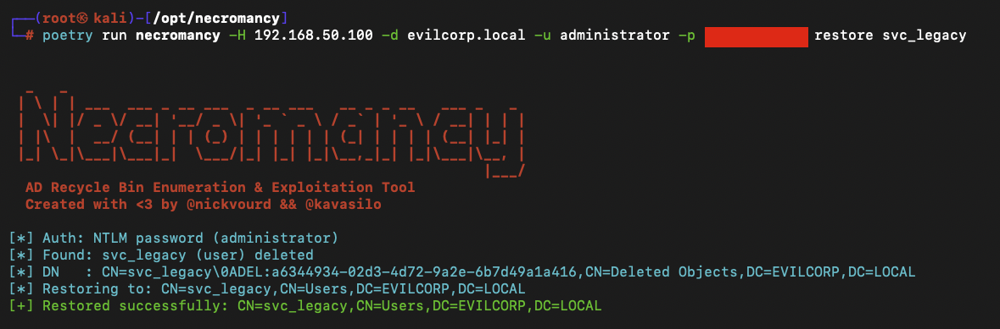 ┌──(root㉿kali)-[/opt/necromancy]
└─# poetry run necromancy -H 192.168.50.100 -d evilcorp.local -u administrator -p restore svc_legacy
Necromancy
AD Recycle Bin Enumeration & Exploitation Tool
Created with <3 by @nickvourd && @kavasilo
[*] Auth: NTLM password (administrator)
[*] Found: svc_legacy (user) deleted
[*] DN   : CN=svc_legacy\0ADEL:a6344934-02d3-4d72-9a2e-6b7d49a1a416,CN=Deleted Objects,DC=EVILCORP,DC=LOCAL
[*] Restoring to: CN=svc_legacy,CN=Users,DC=EVILCORP,DC=LOCAL
[+] Restored successfully: CN=svc_legacy,CN=Users,DC=EVILCORP,DC=LOCAL